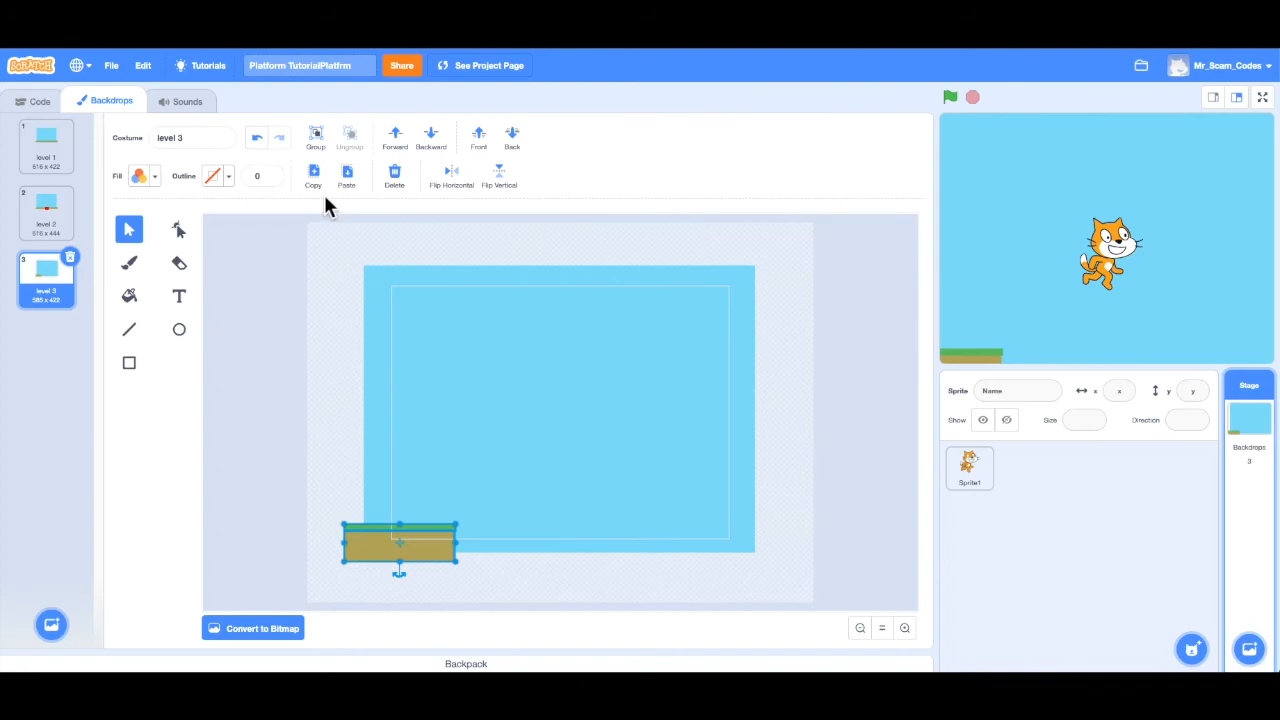 SCRATCH
File
Edit
Tutorials
Platform TutorialPlatfrm
Share
See Project Page
Mr_Scam_Codes
Code
Backdrops
Sounds
Costume
level 3
Group
Ungroup
Forward
Backward
Front
Back
Fill
Outline
0
Copy
Paste
Delete
Flip Horizontal
Flip Vertical
1
level 1
616 x 422
2
level 2
616 x 444
3
level 3
585 x 422
Convert to Bitmap
Backpack
Sprite
Name
x
x
y
y
Show
Size
Direction
Sprite1
Stage
Backdrops
3